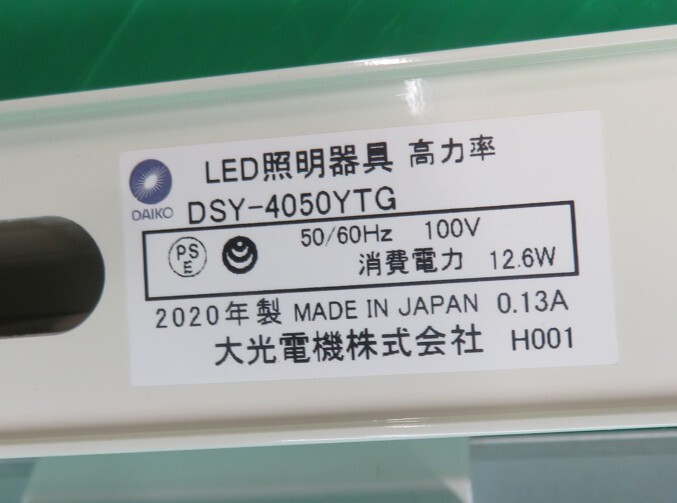 LED照明器具 高力率
DAIKO DSY-4050YTG
PS E 50/60Hz 100V
消費電力 12.6W
2020年製 MADE IN JAPAN 0.13A
大光電機株式会社 H001